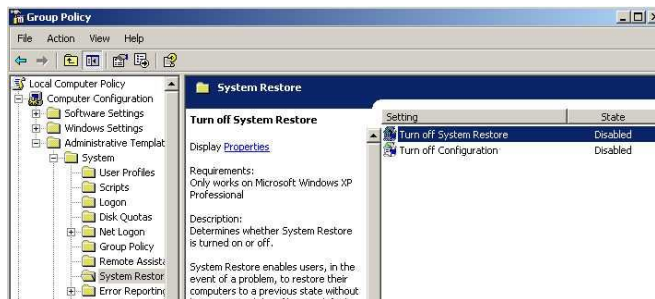 Group Policy
File Action View Help
Local Computer Policy
Computer Configuration
Software Settings
Windows Settings
Administrative Templat
System
User Profiles
Scripts
Logon
Disk Quotas
Net Logon
Group Policy
Remote Assista
System Restor
Error Reporting
System Restore
Turn off System Restore
Display Properties
Requirements:
Only works on Microsoft Windows XP
Professional
Description:
Determines whether System Restore
is turned on or off.
System Restore enables users, in the
event of a problem, to restore their
computers to a previous state without
Setting State
Turn off System Restore Disabled
Turn off Configuration Disabled